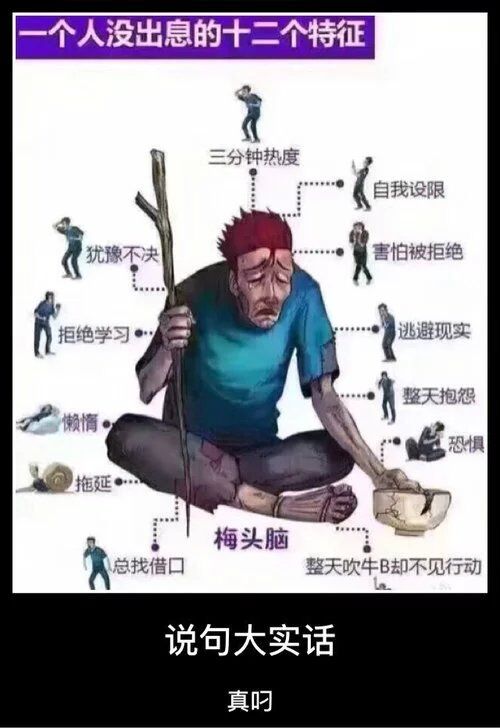 一个人没出息的十二个特征
三分钟热度
自我设限
犹豫不决
害怕被拒绝
拒绝学习
逃避现实
整天抱怨
懒惰
恐惧
拖延
梅头脑
总找借口
整天吹牛B却不见行动
说句大实话
真叼